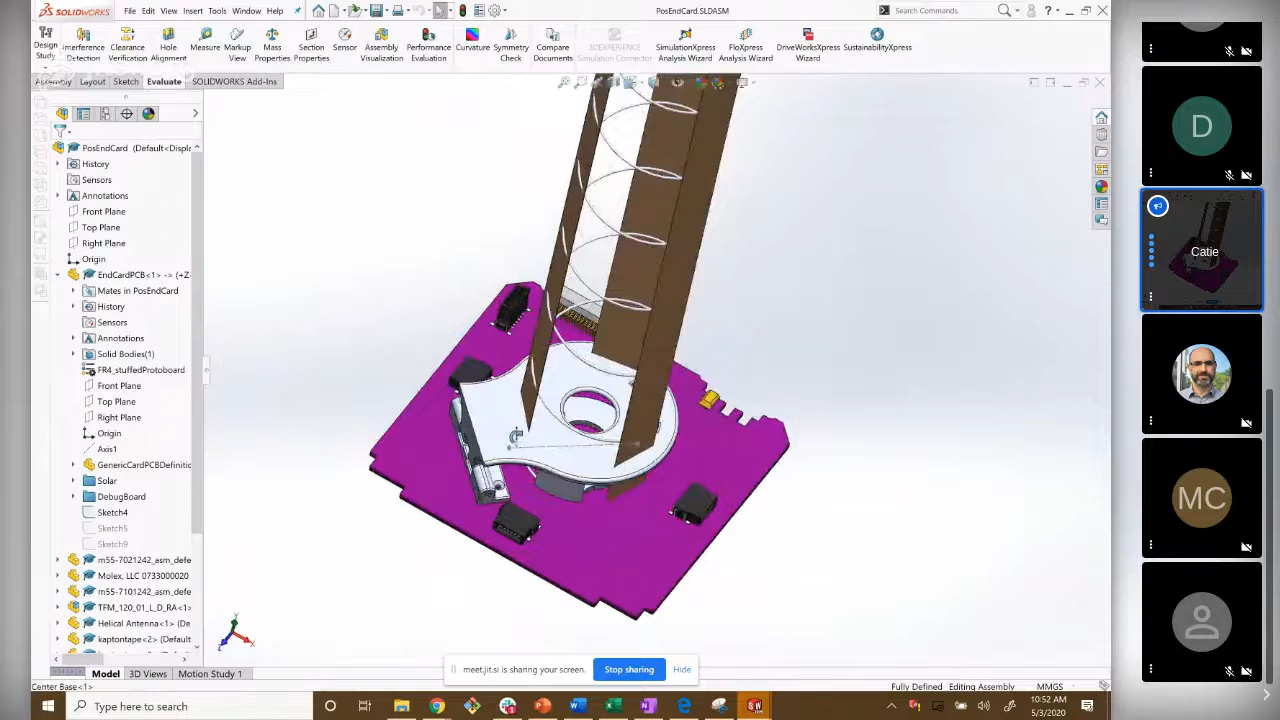 SOLIDWORKS File Edit View Insert Tools Window Help PosEndCard.SLDASM Search Commands
Design Study
Interference Detection
Clearance Verification
Hole Alignment
Measure
Markup View
Mass Properties
Section Properties
Sensor
Assembly Visualization
Performance Evaluation
Curvature
Symmetry Check
Compare Documents
3DEXPERIENCE Simulation Connector
SimulationXpress Analysis Wizard
FloXpress Analysis Wizard
DriveWorksXpress
SustainabilityXpress
Assembly Layout Sketch Evaluate SOLIDWORKS Add-Ins
PosEndCard (Default<Displa
History
Sensors
Annotations
Front Plane
Top Plane
Right Plane
Origin
EndCardPCB<1> -> (+Z-
Mates in PosEndCard
History
Sensors
Annotations
Solid Bodies(1)
FR4_stuffedProtoboard
Front Plane
Top Plane
Right Plane
Origin
Axis1
GenericCardPCBDefinitic
Solar
DebugBoard
Sketch4
Sketch5
Sketch9
m55-7021242_asm_defe
Molex, LLC 0733000020
m55-7101242_asm_defe
TFM_120_01_L_D_RA<1>
Helical Antenna<1> (Def
kaptontape<2> (Default
Y
X
Z
meet.jit.si is sharing your screen. Stop sharing Hide
Model 3D Views Motion Study 1
Center Base<1> Fully Defined Editing Assembly MMGS
Type here to search
10:52 AM
5/3/2020
D
Catie
MC